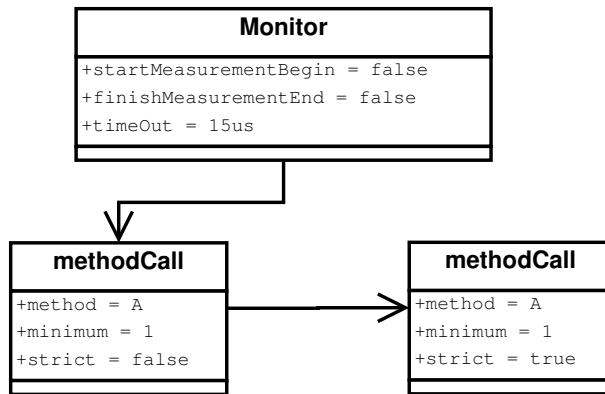 Monitor
+startMeasurementBegin = false
+finishMeasurementEnd = false
+timeOut = 15us
methodCall
+method = A
+minimum = 1
+strict = false
methodCall
+method = A
+minimum = 1
+strict = true